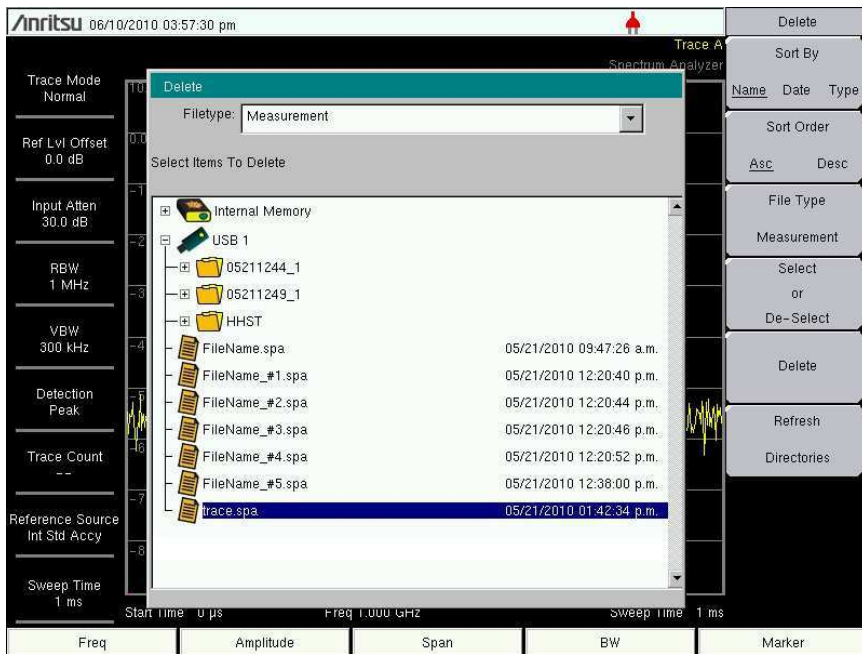 Anritsu 06/10/2010 03:57:30 pm
Delete
Trace A
Spectrum Analyzer
Trace Mode
Normal
Ref Lvl Offset
0.0 dB
Input Atten
30.0 dB
RBW
1 MHz
VBW
300 kHz
Detection
Peak
Trace Count
--
Reference Source
Int Std Accy
Sweep Time
1 ms
Delete
Filetype: Measurement
Select Items To Delete
Internal Memory
USB 1
05211244_1
05211249_1
HHST
FileName.spa 05/21/2010 09:47:26 a.m.
FileName_#1.spa 05/21/2010 12:20:40 p.m.
FileName_#2.spa 05/21/2010 12:20:44 p.m.
FileName_#3.spa 05/21/2010 12:20:46 p.m.
FileName_#4.spa 05/21/2010 12:20:52 p.m.
FileName_#5.spa 05/21/2010 12:38:00 p.m.
trace.spa 05/21/2010 01:42:34 p.m.
Start Time 0 µs Freq 1.000 GHz Sweep Time 1 ms
Sort By
Name Date Type
Sort Order
Asc Desc
File Type
Measurement
Select
or
De-Select
Delete
Refresh
Directories
Freq Amplitude Span BW Marker